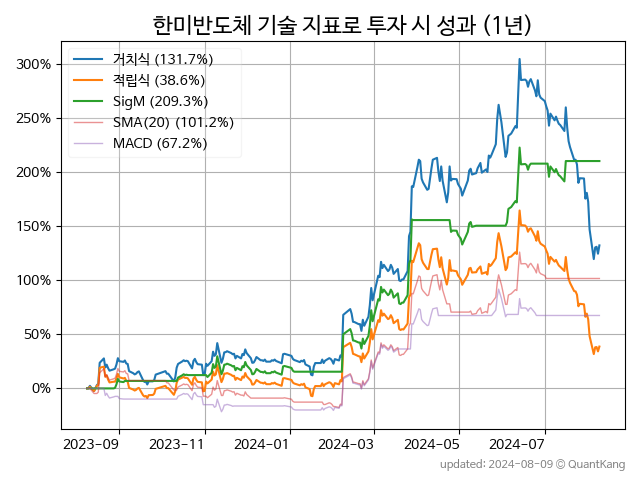 한미반도체 기술 지표로 투자 시 성과 (1년)
거치식 (131.7%)
적립식 (38.6%)
SigM (209.3%)
SMA(20) (101.2%)
MACD (67.2%)
300%
250%
200%
150%
100%
50%
0%
2023-09 2023-11 2024-01 2024-03 2024-05 2024-07
updated: 2024-08-09 © QuantKang